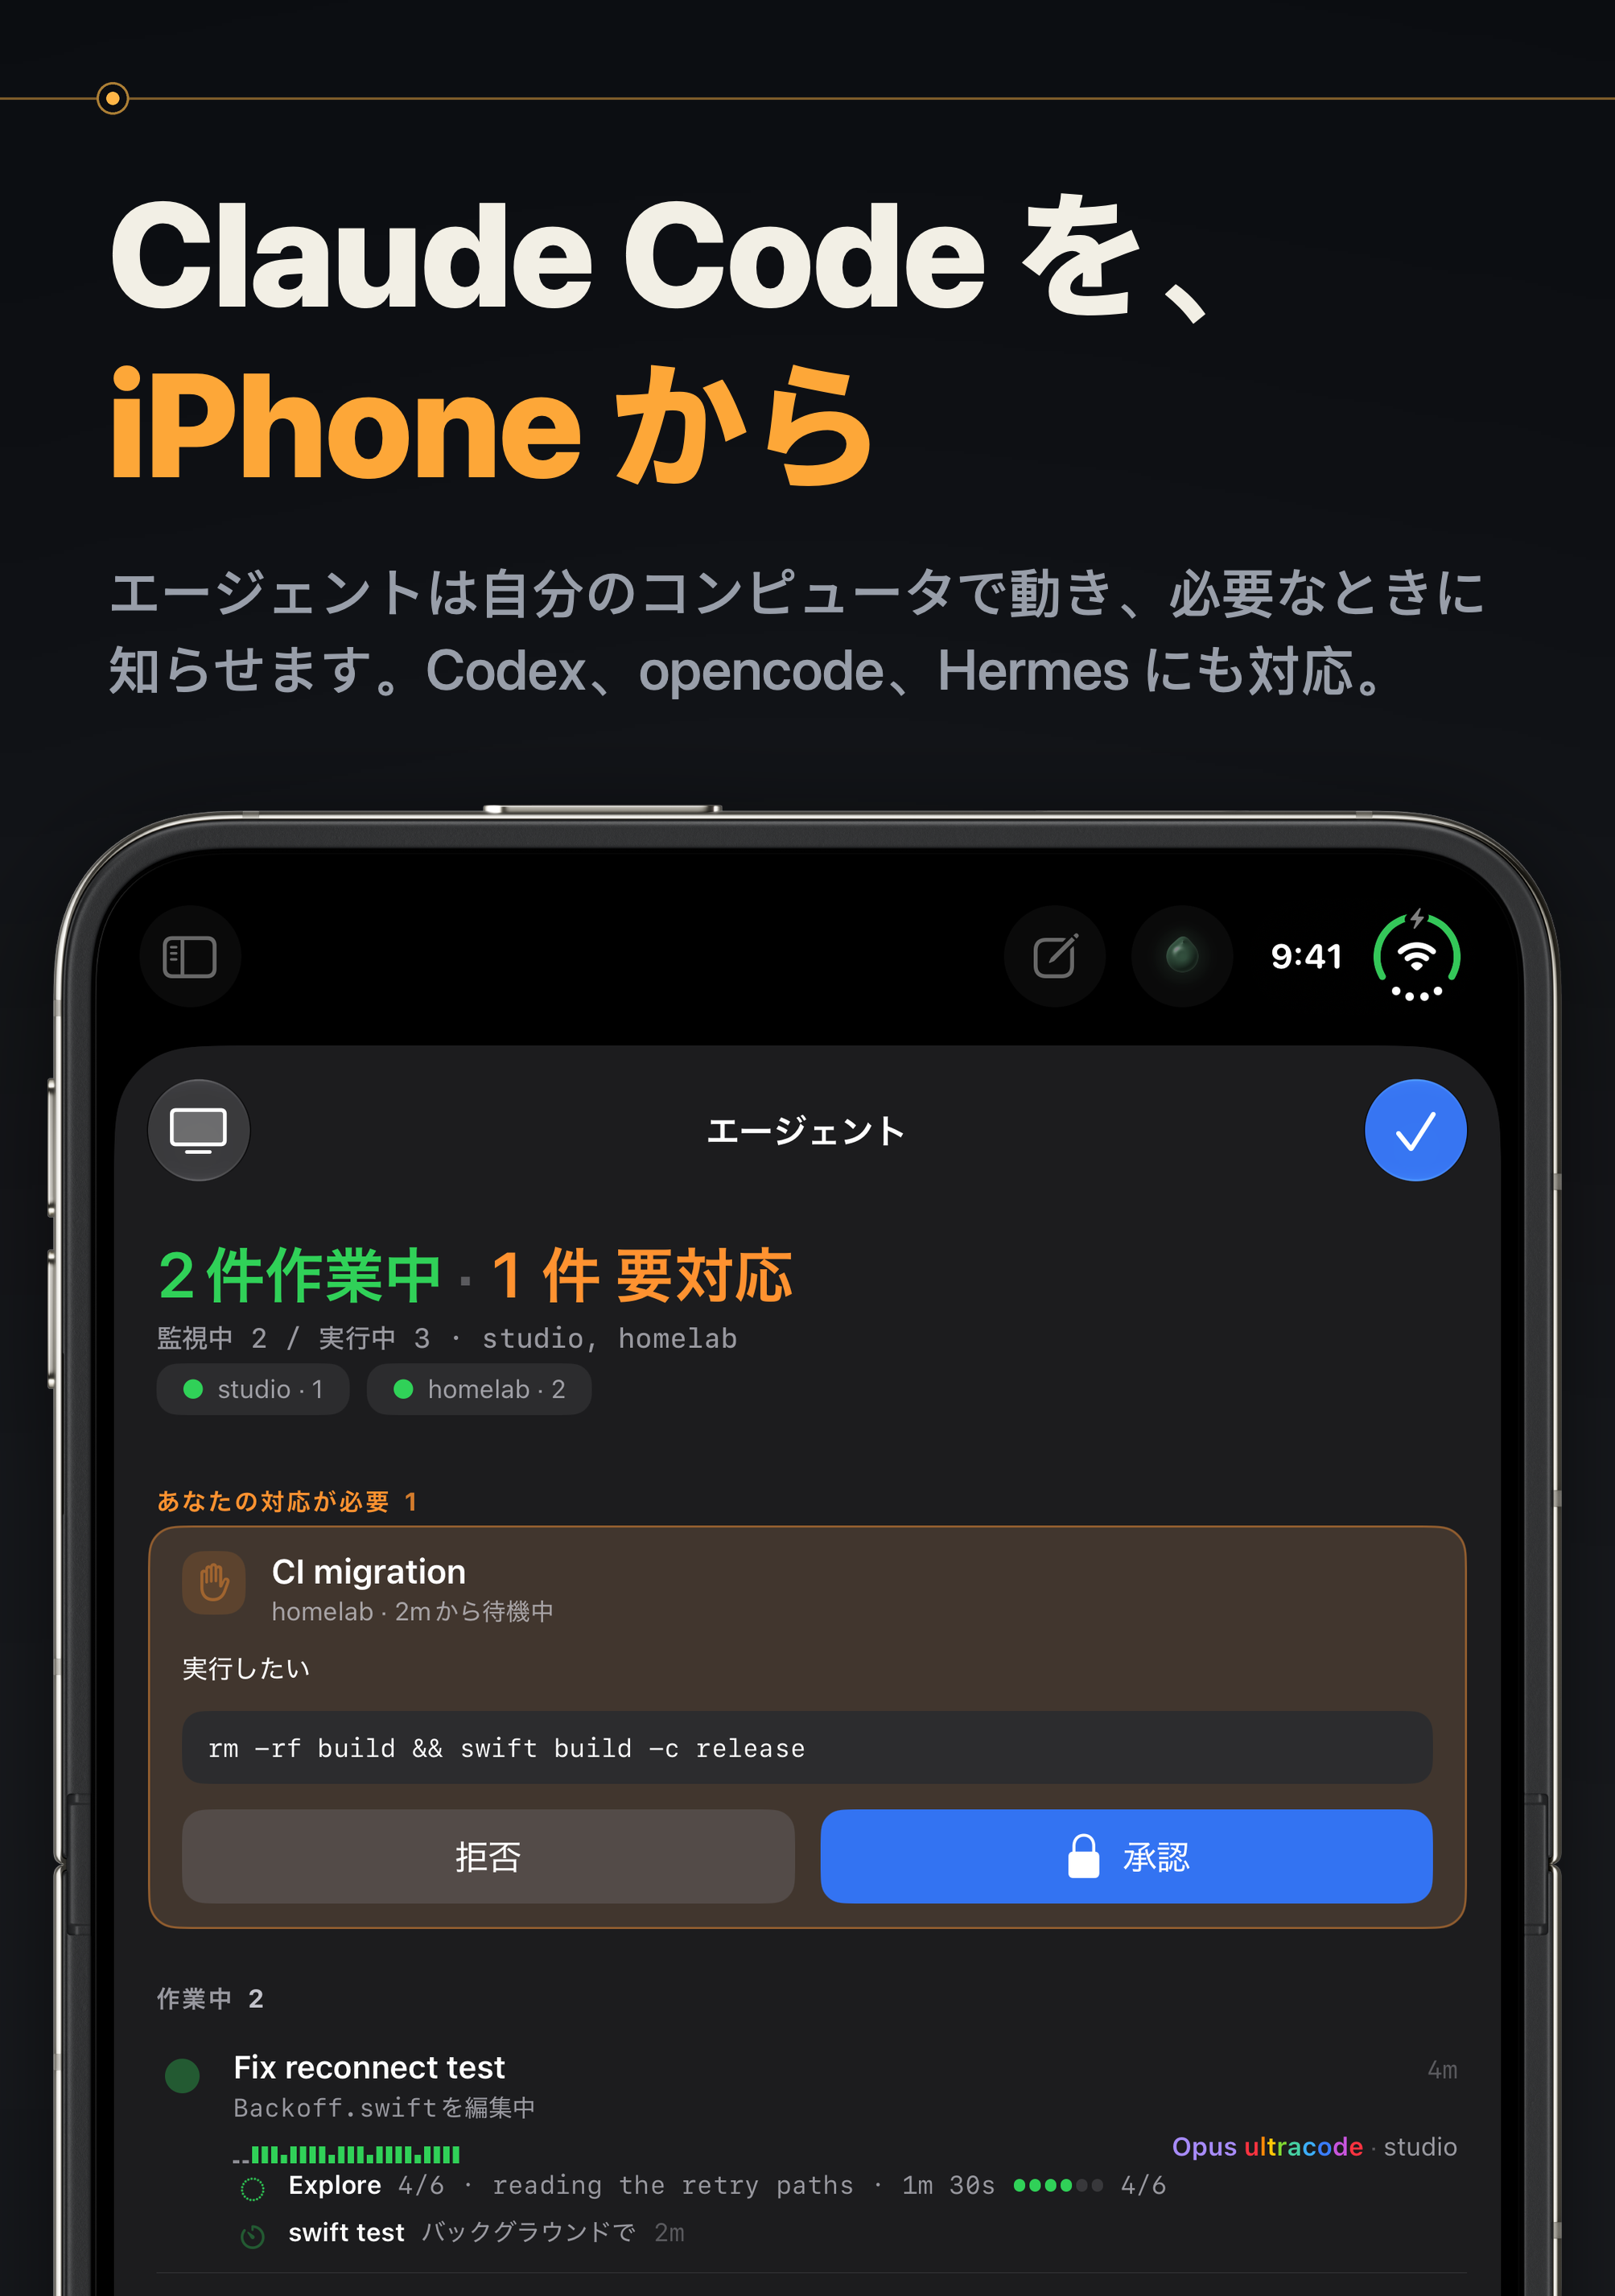 Claude Code を、
iPhone から
エージェントは自分のコンピュータで動き、必要なときに
知らせます。Codex、opencode、Hermes にも対応。
9:41
エージェント
2 件作業中 · 1 件 要対応
監視中 2 / 実行中 3 · studio, homelab
studio · 1
homelab · 2
あなたの対応が必要 1
CI migration
homelab · 2mから待機中
実行したい
rm -rf build && swift build -c release
拒否
承認
作業中 2
Fix reconnect test
4m
Backoff.swiftを編集中
Opus ultracode · studio
Explore 4/6 · reading the retry paths · 1m 30s 4/6
swift test バックグラウンドで 2m